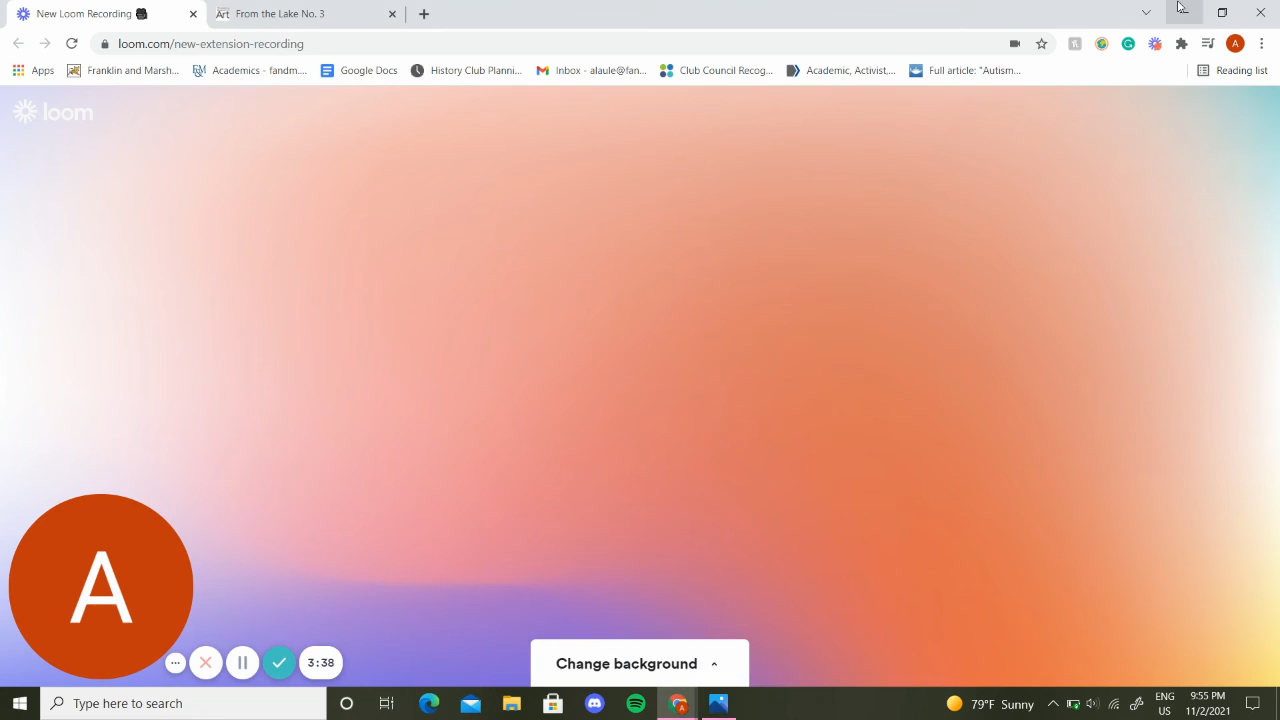 New Loom Recording
From the Lake No. 3
loom.com/new-extension-recording
Apps
Franklin and Marsh...
Academics - fandm...
Google Docs
History Club Planni...
Inbox - alaule@fan...
Club Council Recog...
Academic, Activist,...
Full article: "Autism...
Reading list
A
loom
A
3:38
Change background
Type here to search
79°F Sunny
ENG
US
9:55 PM
11/2/2021